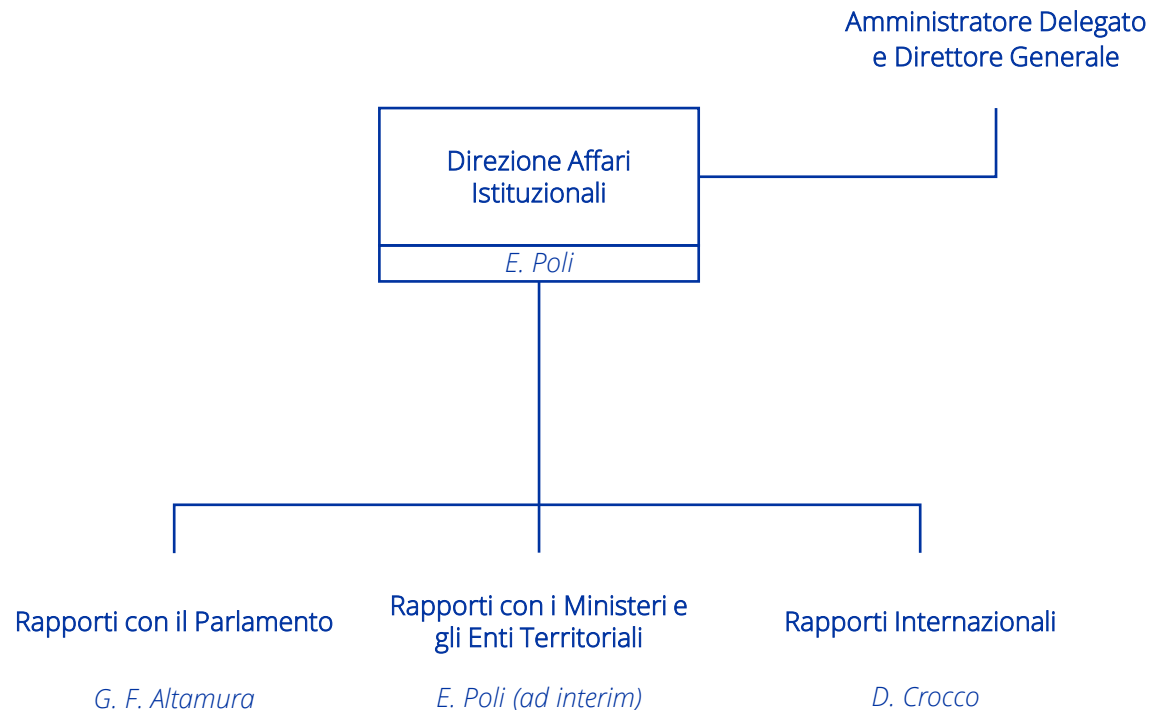 Amministratore Delegato
e Direttore Generale
Direzione Affari
Istituzionali
E. Poli
Rapporti con il Parlamento
G. F. Altamura
Rapporti con i Ministeri e
gli Enti Territoriali
E. Poli (ad interim)
Rapporti Internazionali
D. Crocco